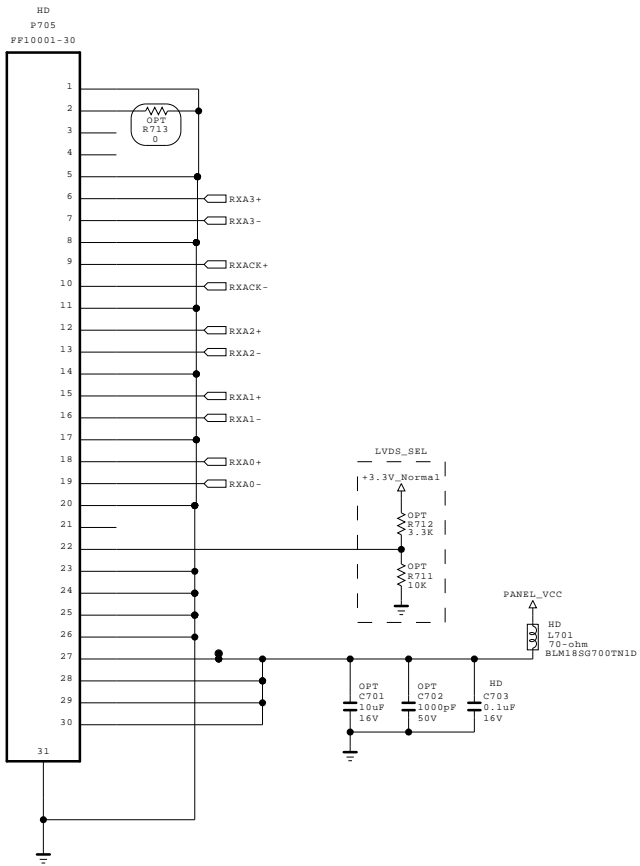 HD
P705
FF10001-30
1
2
OPT
R713
0
3
4
5
6
RXA3+
7
RXA3-
8
9
RXACK+
10
RXACK-
11
12
RXA2+
13
RXA2-
14
15
RXA1+
16
RXA1-
17
18
RXA0+
19
RXA0-
20
21
22
23
24
25
26
27
28
29
30
31
LVDS_SEL
+3.3V_Normal
OPT
R712
3.3K
OPT
R711
10K
PANEL_VCC
HD
L701
70-ohm
BLM18SG700TN1D
OPT
C701
10uF
16V
OPT
C702
1000pF
50V
HD
C703
0.1uF
16V